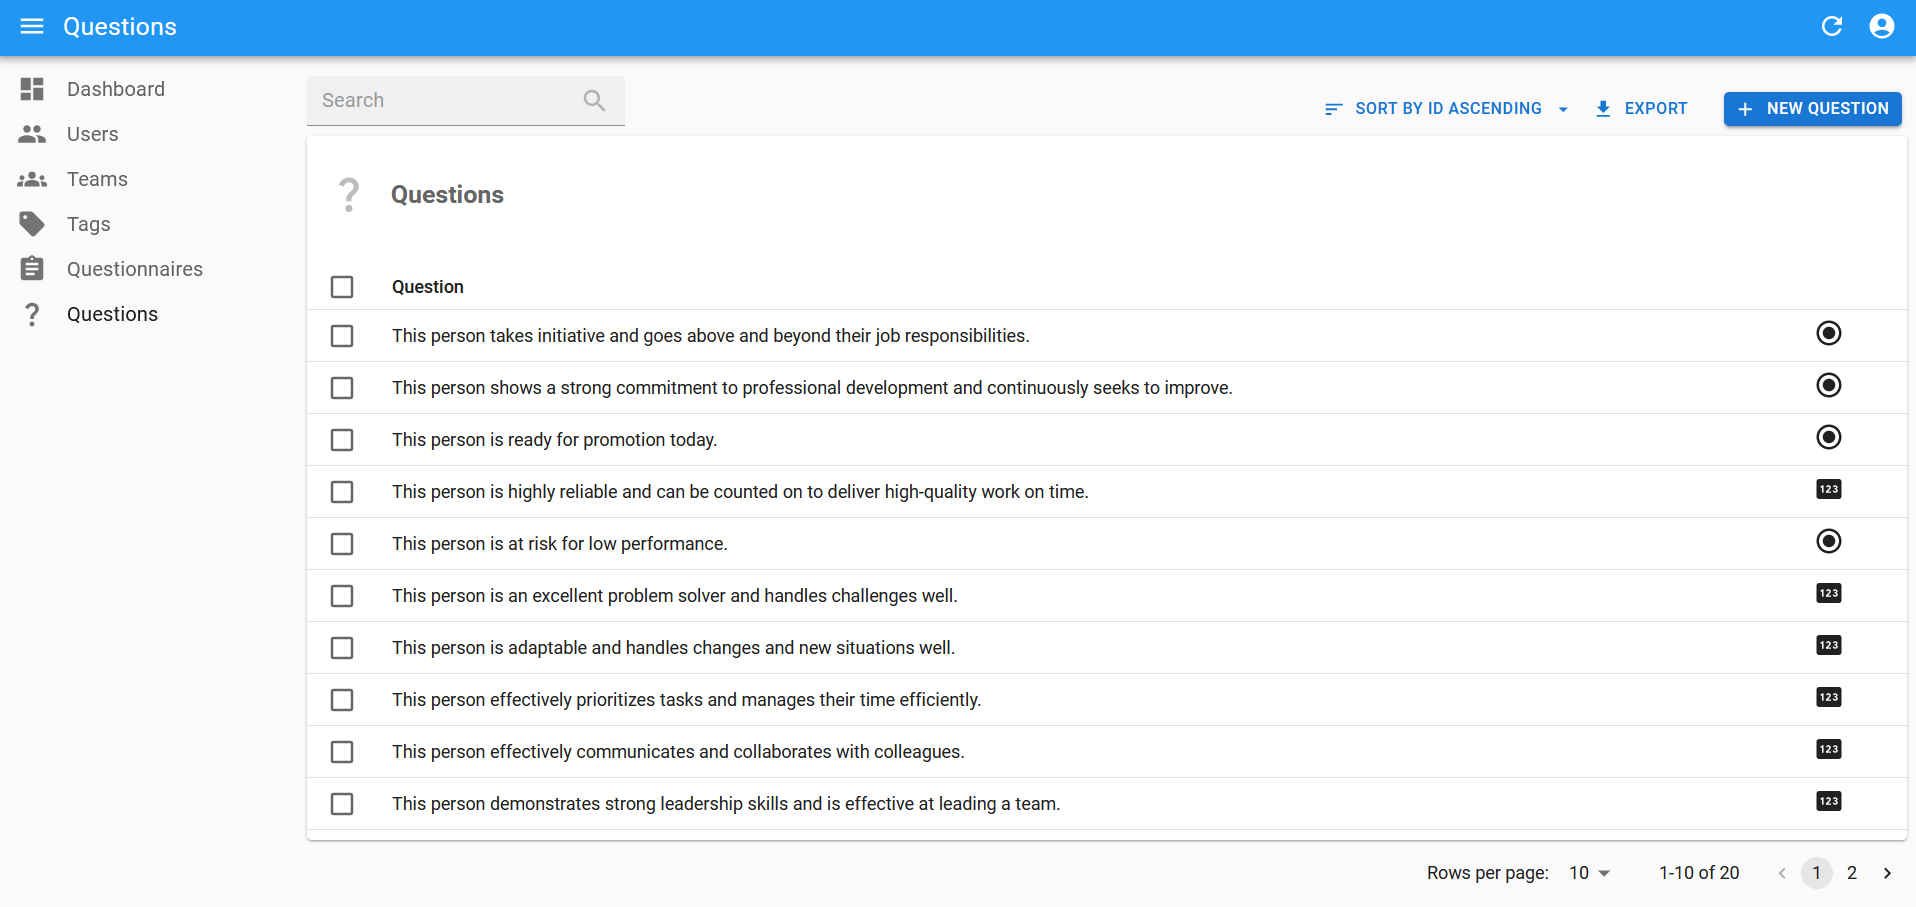 Questions
Dashboard
Users
Teams
Tags
Questionnaires
Questions
Search
SORT BY ID ASCENDING
EXPORT
NEW QUESTION
Questions
Question
This person takes initiative and goes above and beyond their job responsibilities.
This person shows a strong commitment to professional development and continuously seeks to improve.
This person is ready for promotion today.
This person is highly reliable and can be counted on to deliver high-quality work on time.
123
This person is at risk for low performance.
This person is an excellent problem solver and handles challenges well.
123
This person is adaptable and handles changes and new situations well.
123
This person effectively prioritizes tasks and manages their time efficiently.
123
This person effectively communicates and collaborates with colleagues.
123
This person demonstrates strong leadership skills and is effective at leading a team.
123
Rows per page: 10 1-10 of 20 1 2